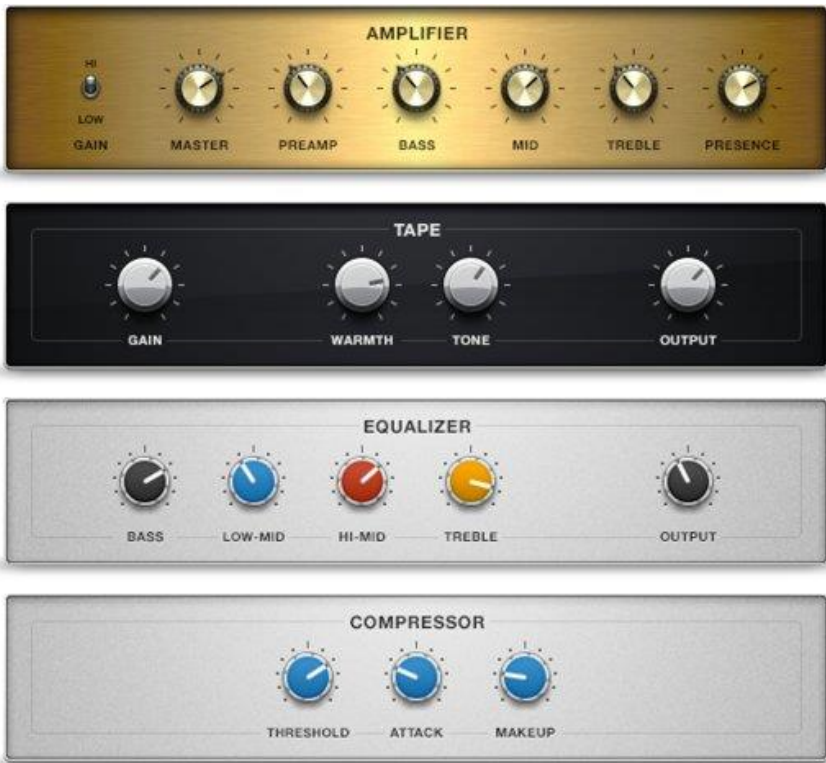 AMPLIFIER
HI
LOW
GAIN MASTER PREAMP BASS MID TREBLE PRESENCE
TAPE
GAIN WARMTH TONE OUTPUT
EQUALIZER
BASS LOW-MID HI-MID TREBLE OUTPUT
COMPRESSOR
THRESHOLD ATTACK MAKEUP